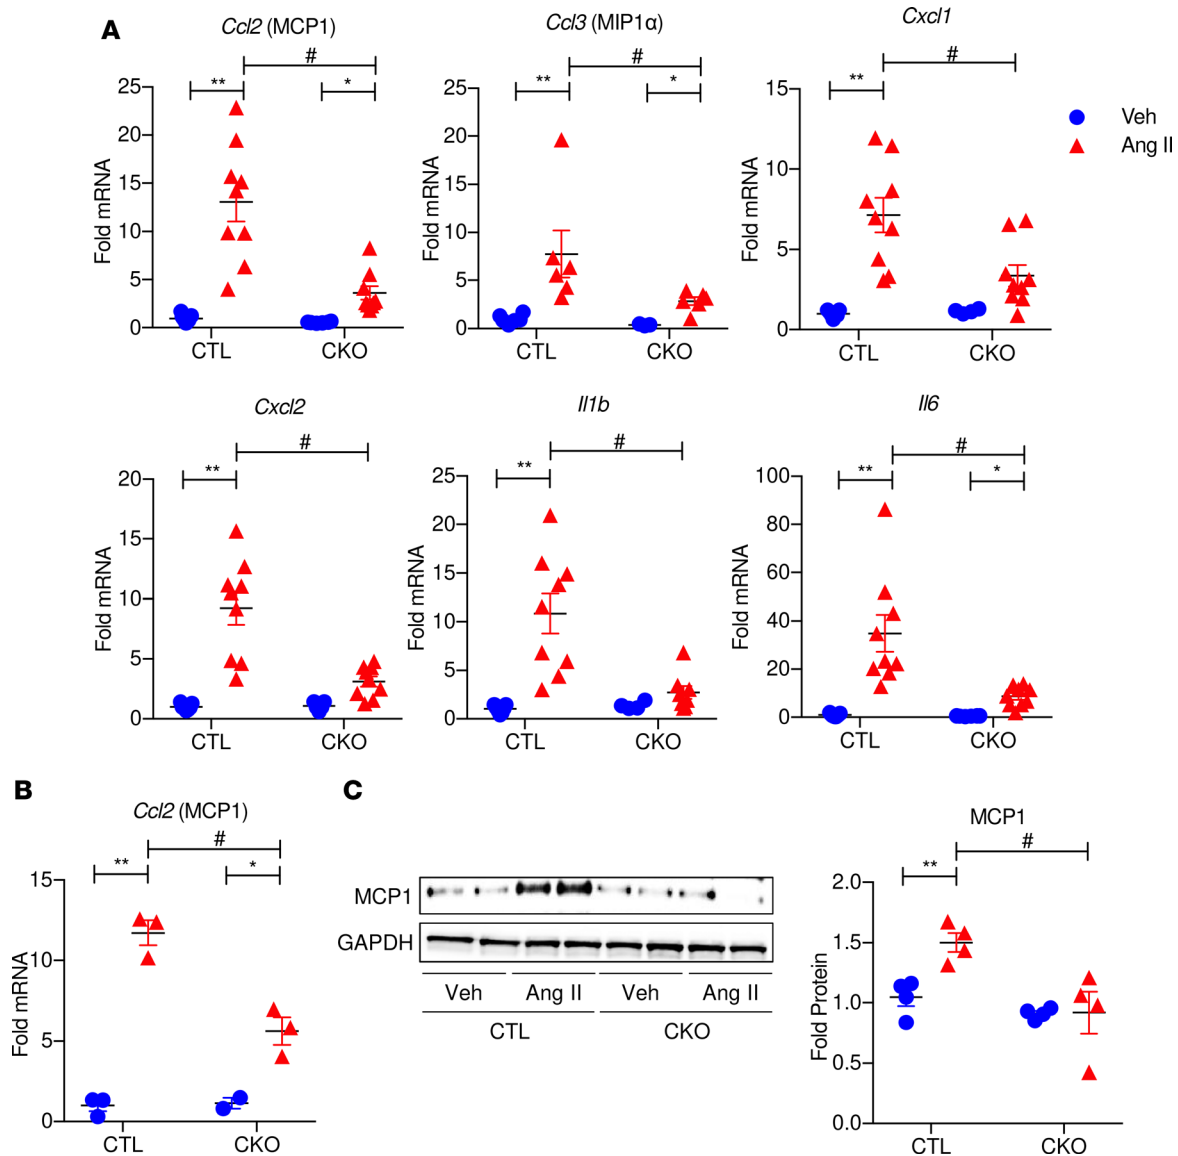 A
Ccl2 (MCP1)
Ccl3 (MIP1α)
Cxcl1
#
**
*
#
**
*
#
**
Veh
Ang II
Fold mRNA
25
20
15
10
5
0
CTL
CKO
Fold mRNA
25
20
15
10
5
0
CTL
CKO
Fold mRNA
15
10
5
0
CTL
CKO
Cxcl2
Il1b
Il6
#
**
#
**
#
**
*
Fold mRNA
20
15
10
5
0
CTL
CKO
Fold mRNA
25
20
15
10
5
0
CTL
CKO
Fold mRNA
100
80
60
40
20
0
CTL
CKO
B
Ccl2 (MCP1)
#
**
*
Fold mRNA
15
10
5
0
CTL
CKO
C
MCP1
GAPDH
Veh
Ang II
Veh
Ang II
CTL
CKO
MCP1
#
**
Fold Protein
2.0
1.5
1.0
0.5
0.0
CTL
CKO